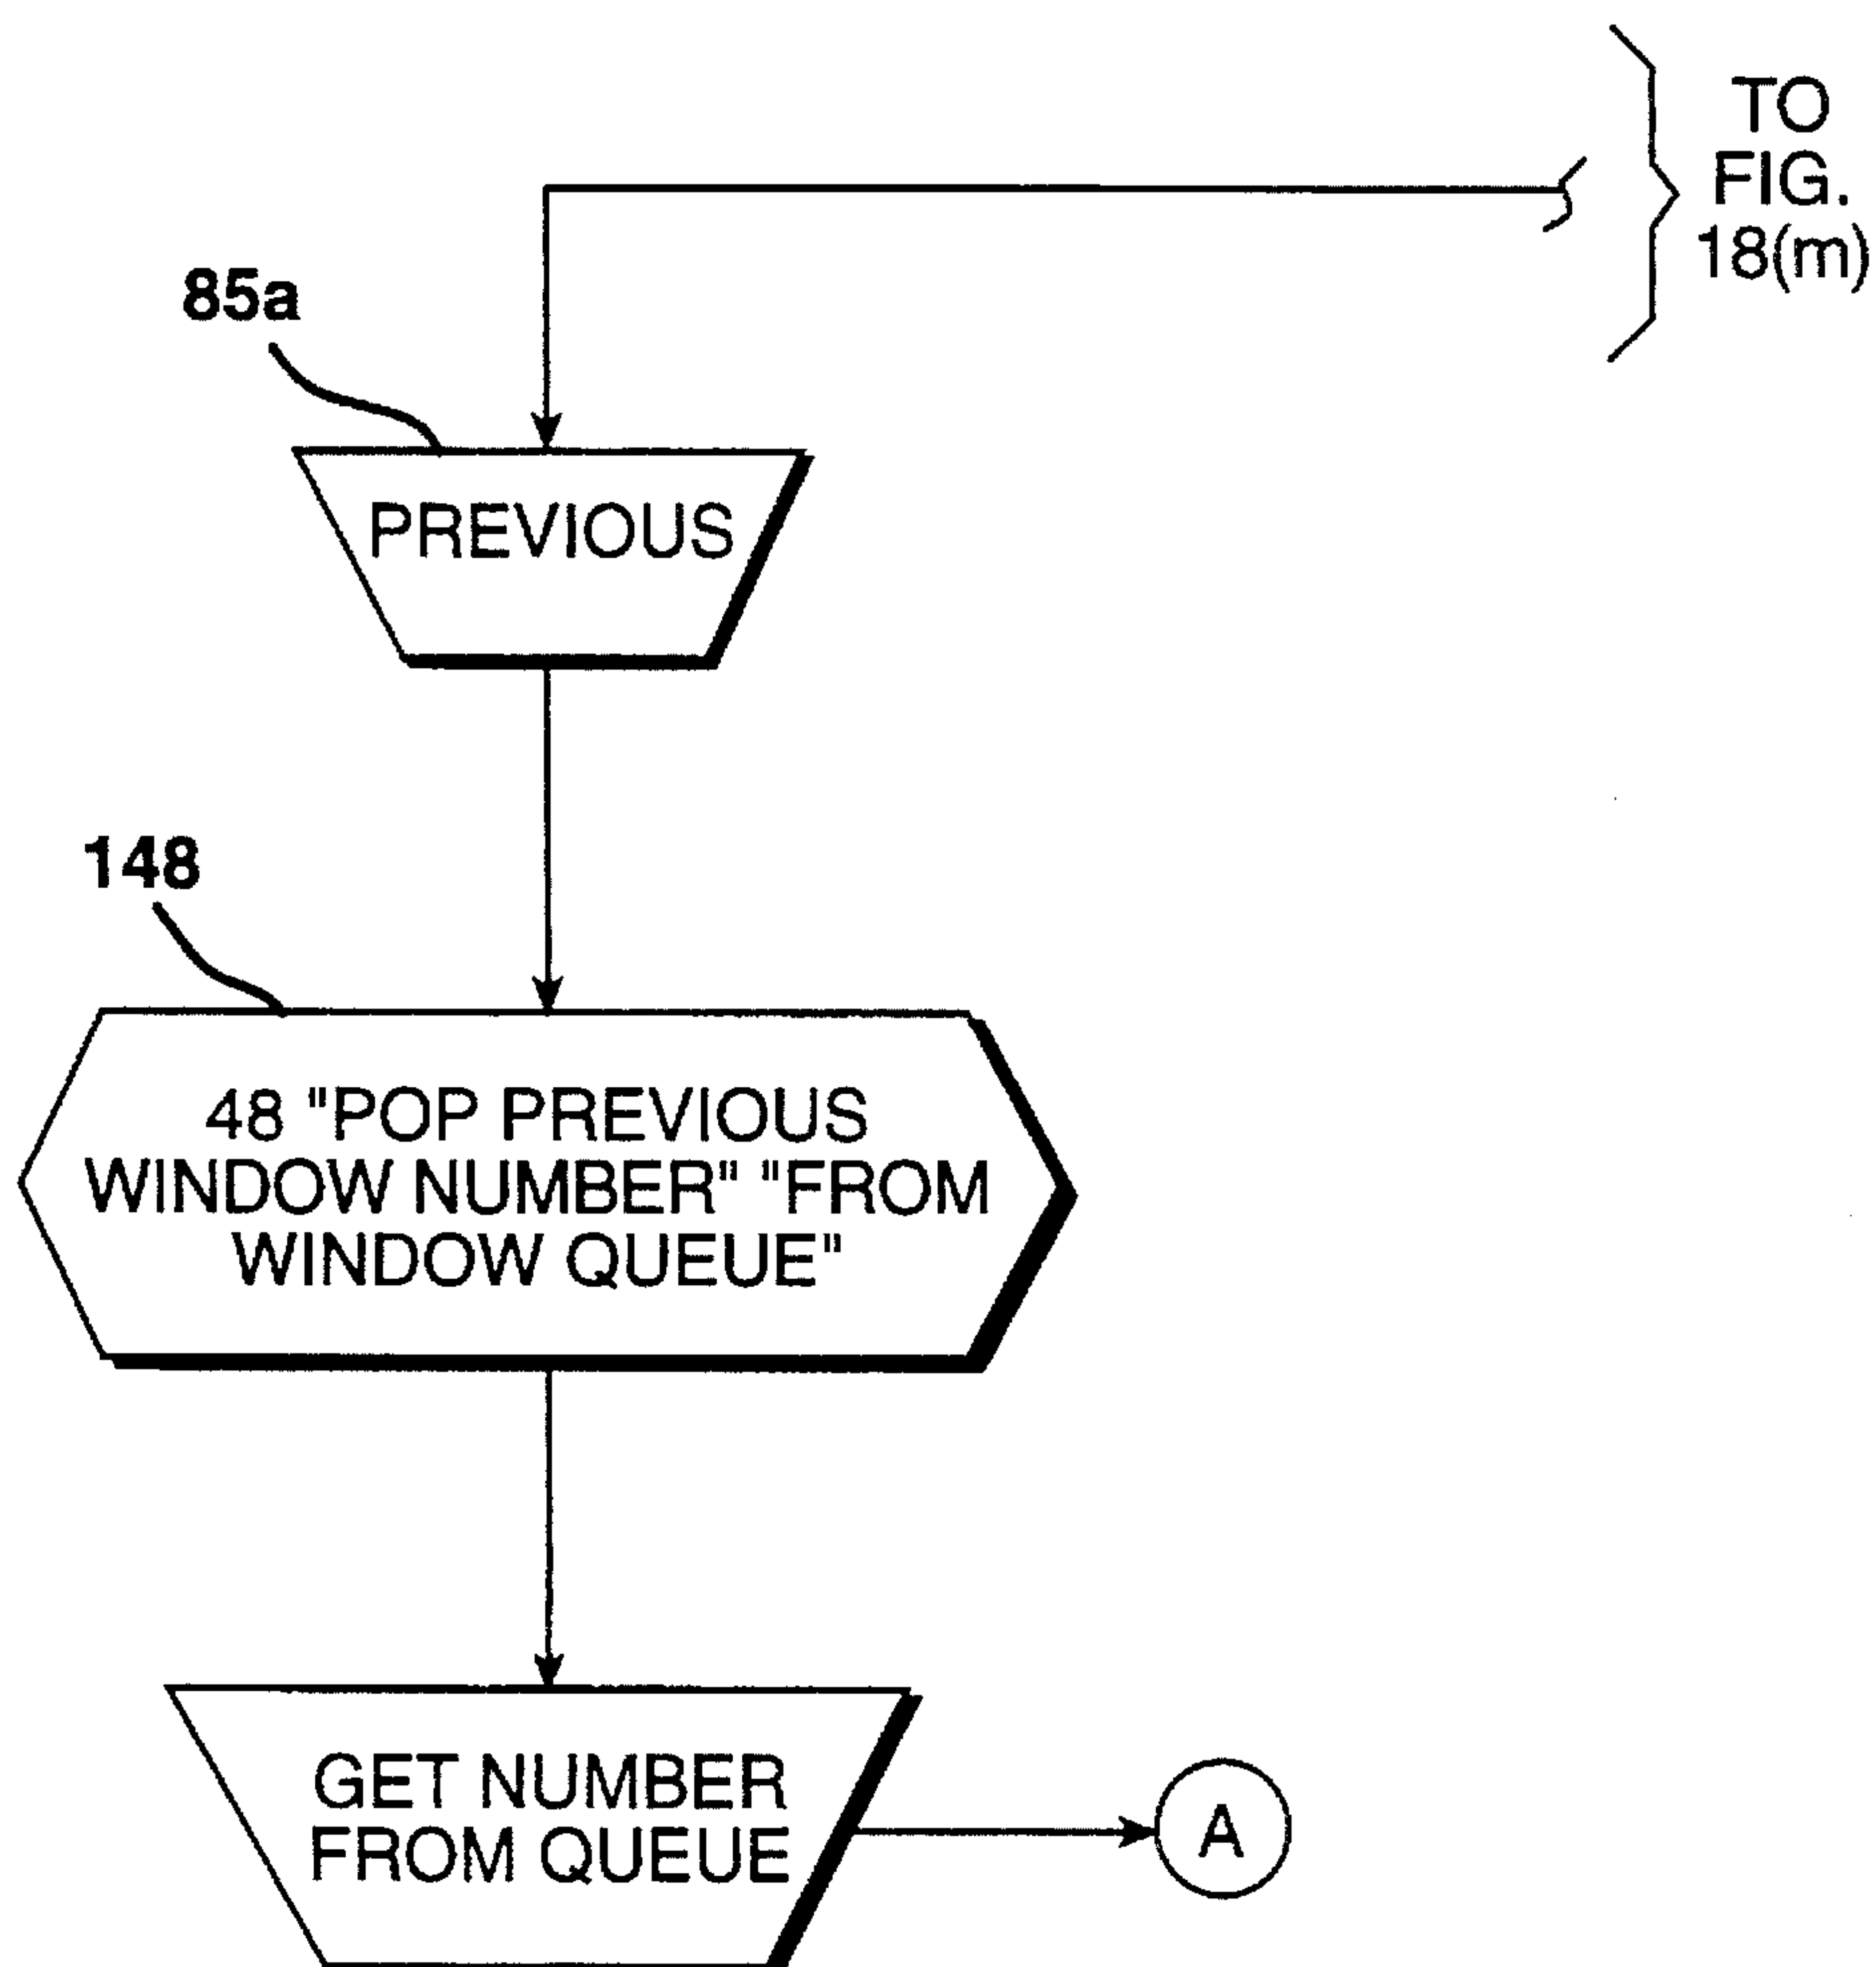 TO
FIG.
18(m)
85a
PREVIOUS
148
48 "POP PREVIOUS
WINDOW NUMBER" "FROM
WINDOW QUEUE"
GET NUMBER
FROM QUEUE
A